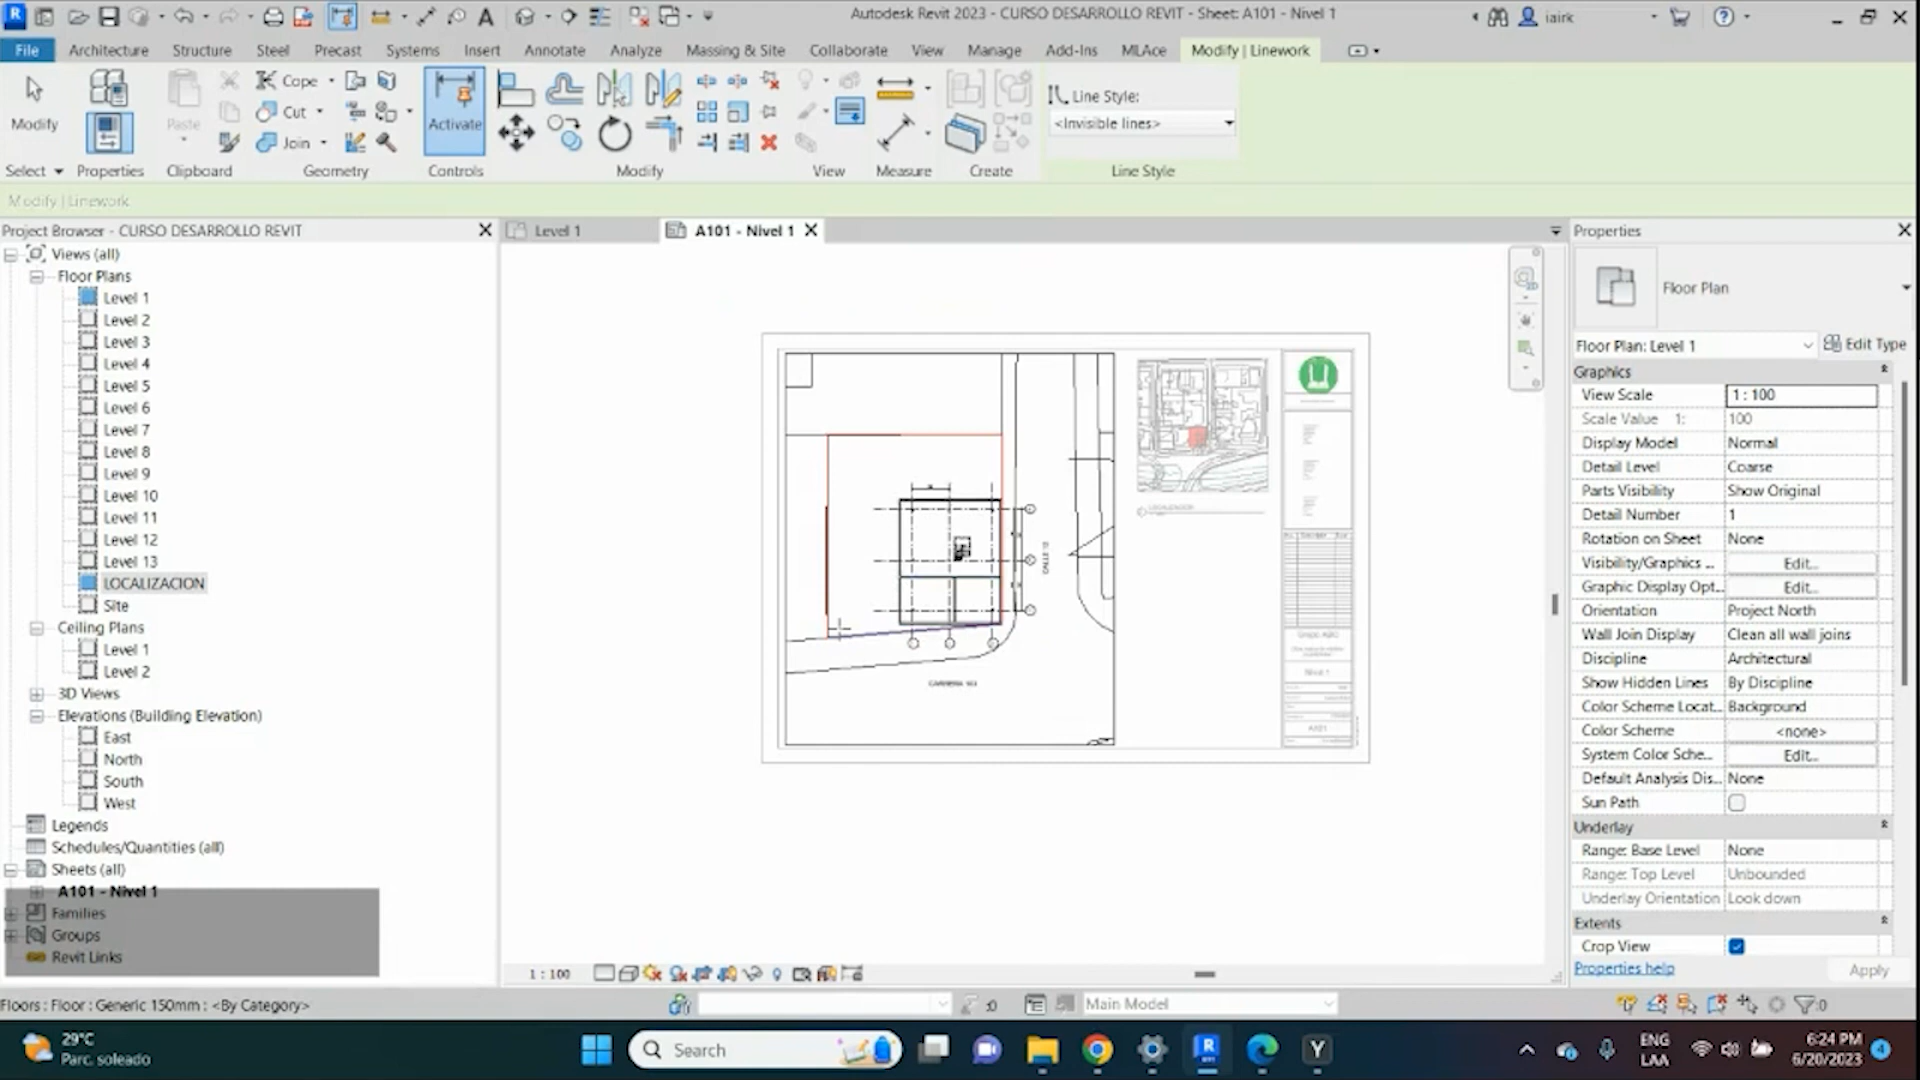 Autodesk Revit 2023 - CURSO DESARROLLO REVIT - Sheet: A101 - Nivel 1
iairk
File
Architecture
Structure
Steel
Precast
Systems
Insert
Annotate
Analyze
Massing & Site
Collaborate
View
Manage
Add-Ins
MLAce
Modify | Linework
Modify
Paste
Cope
Cut
Join
Activate
Line Style:
<Invisible lines>
Select
Properties
Clipboard
Geometry
Controls
Modify
View
Measure
Create
Line Style
Modify | Linework
Project Browser - CURSO DESARROLLO REVIT
Views (all)
Floor Plans
Level 1
Level 2
Level 3
Level 4
Level 5
Level 6
Level 7
Level 8
Level 9
Level 10
Level 11
Level 12
Level 13
LOCALIZACION
Site
Ceiling Plans
Level 1
Level 2
3D Views
Elevations (Building Elevation)
East
North
South
West
Legends
Schedules/Quantities (all)
Sheets (all)
A101 - Nivel 1
Families
Groups
Revit Links
Level 1
A101 - Nivel 1
LOCALIZACION
Nivel 1
A101
1 : 100
Properties
Floor Plan
Floor Plan: Level 1
Edit Type
Graphics
View Scale 1 : 100
Scale Value 1: 100
Display Model Normal
Detail Level Coarse
Parts Visibility Show Original
Detail Number 1
Rotation on Sheet None
Visibility/Graphics ... Edit...
Graphic Display Opt... Edit...
Orientation Project North
Wall Join Display Clean all wall joins
Discipline Architectural
Show Hidden Lines By Discipline
Color Scheme Locat... Background
Color Scheme <none>
System Color Sche... Edit...
Default Analysis Dis... None
Sun Path
Underlay
Range: Base Level None
Range: Top Level Unbounded
Underlay Orientation Look down
Extents
Crop View
Properties help
Apply
Floors : Floor : Generic 150mm : <By Category>
:0
Main Model
:0
29°C
Parc. soleado
Search
ENG
LAA
6:24 PM
6/20/2023
4